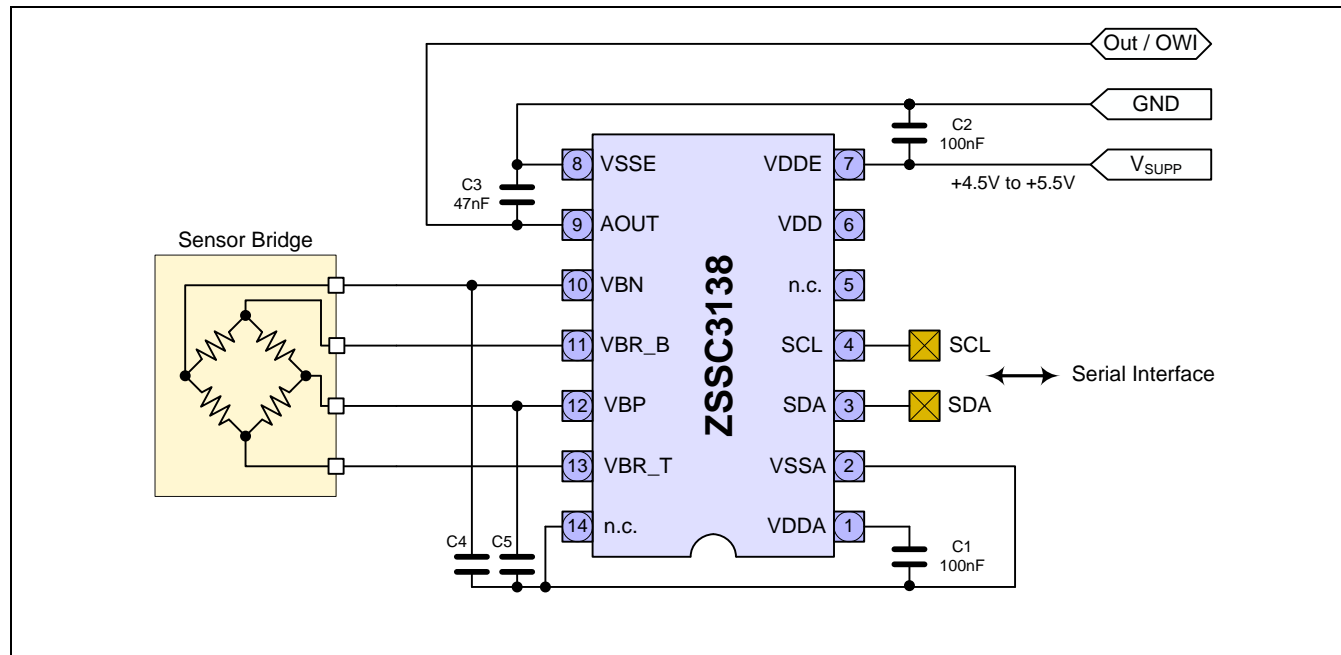 Out / OWI
GND
C2
100nF
V_SUPP
+4.5V to +5.5V
8 VSSE
VDDE 7
C3
47nF
9 AOUT
VDD 6
Sensor Bridge
10 VBN
n.c. 5
11 VBR_B
SCL 4
SCL
Serial Interface
12 VBP
SDA 3
SDA
13 VBR_T
VSSA 2
14 n.c.
VDDA 1
ZSSC3138
C4
C5
C1
100nF